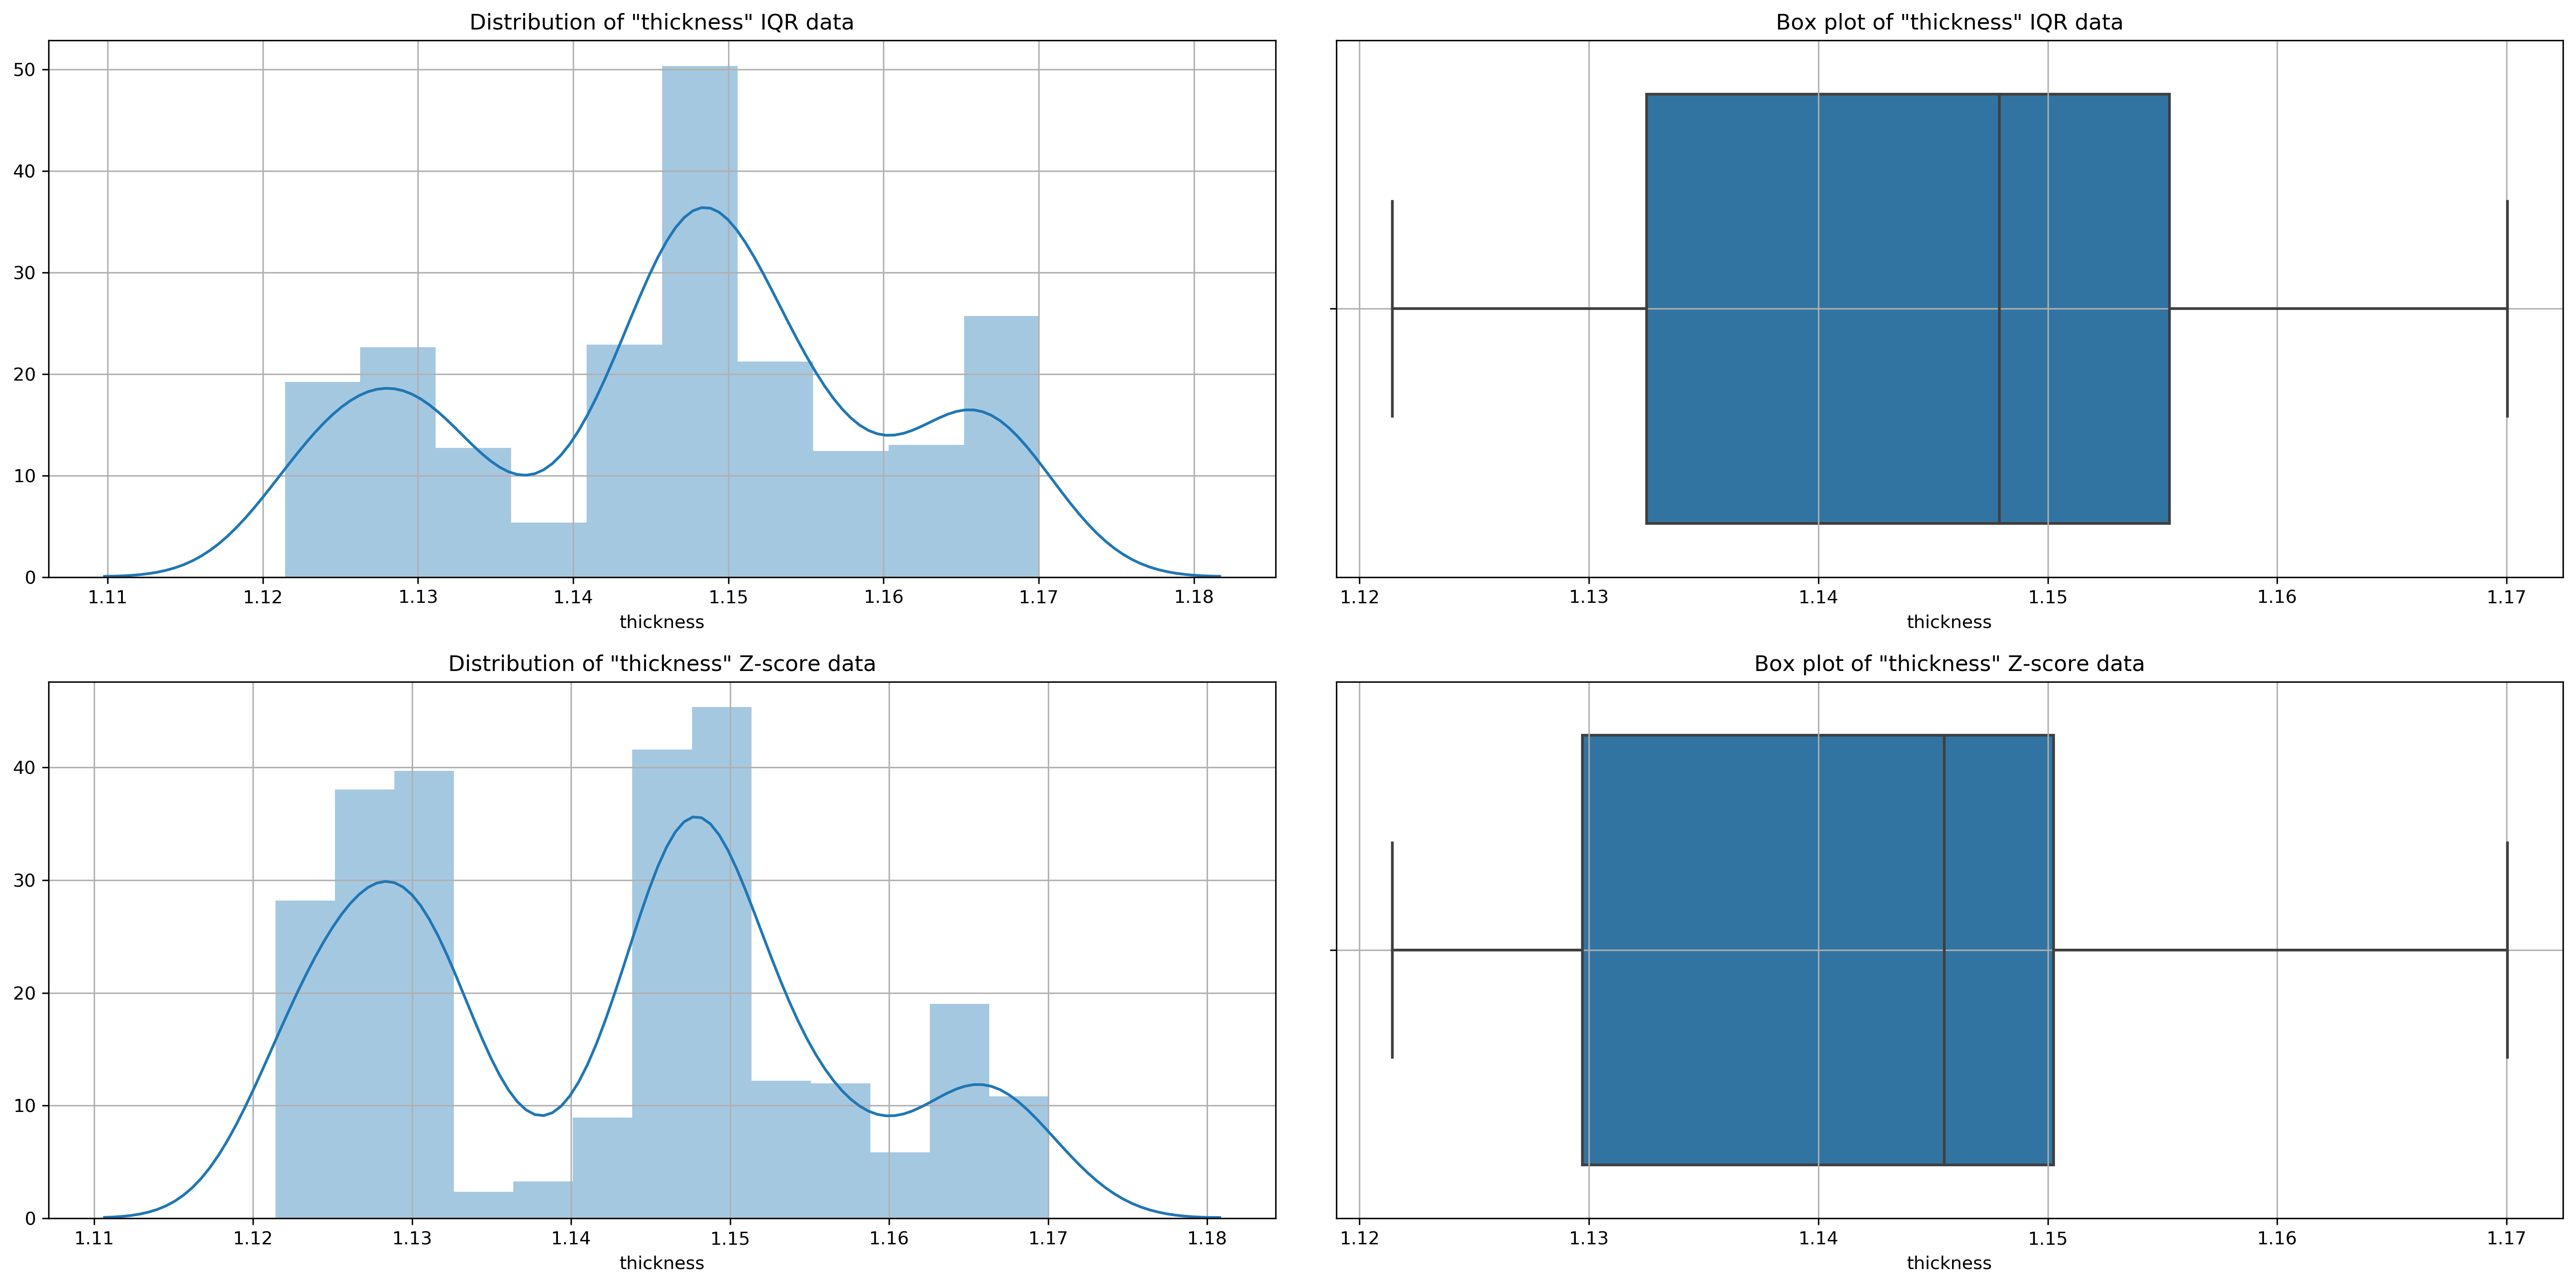 Distribution of "thickness" IQR data
50
40
30
20
10
0
1.11 1.12 1.13 1.14 1.15 1.16 1.17 1.18
thickness
Box plot of "thickness" IQR data
1.12 1.13 1.14 1.15 1.16 1.17
thickness
Distribution of "thickness" Z-score data
40
30
20
10
0
1.11 1.12 1.13 1.14 1.15 1.16 1.17 1.18
thickness
Box plot of "thickness" Z-score data
1.12 1.13 1.14 1.15 1.16 1.17
thickness